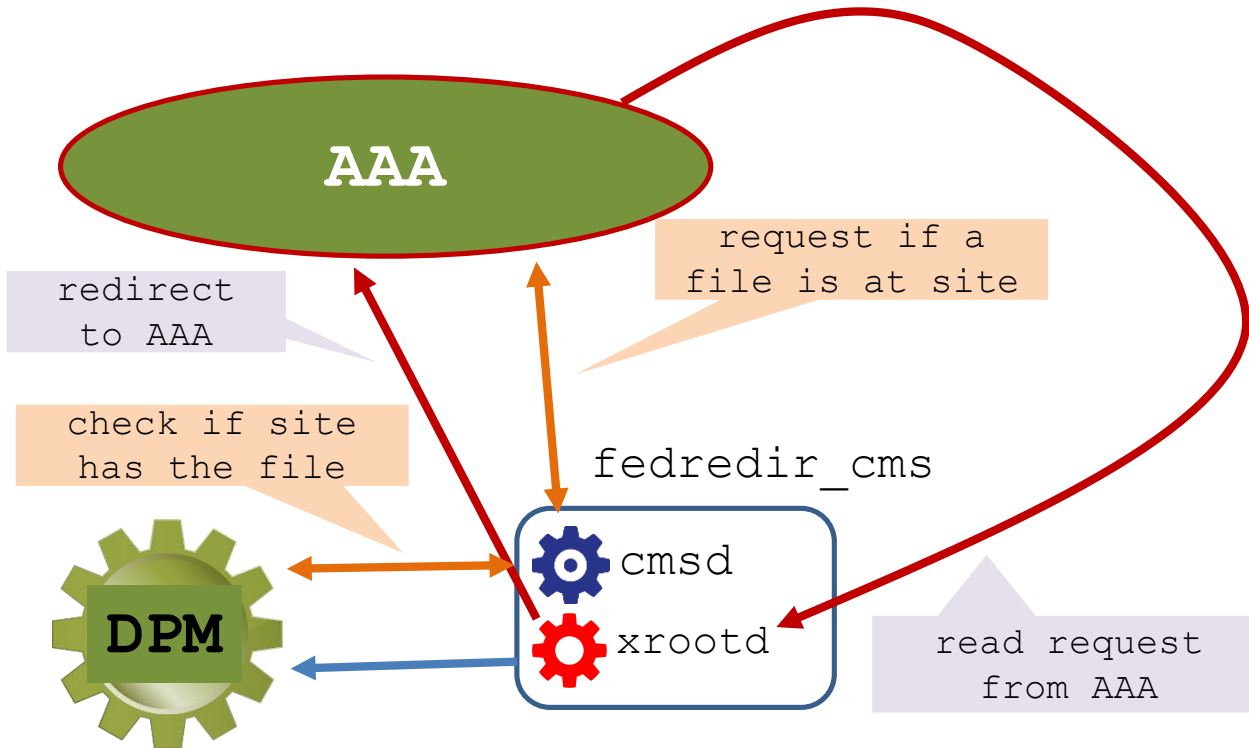 AAA
request if a
file is at site
redirect
to AAA
check if site
has the file
fedredir_cms
cmsd
DPM
xrootd
read request
from AAA